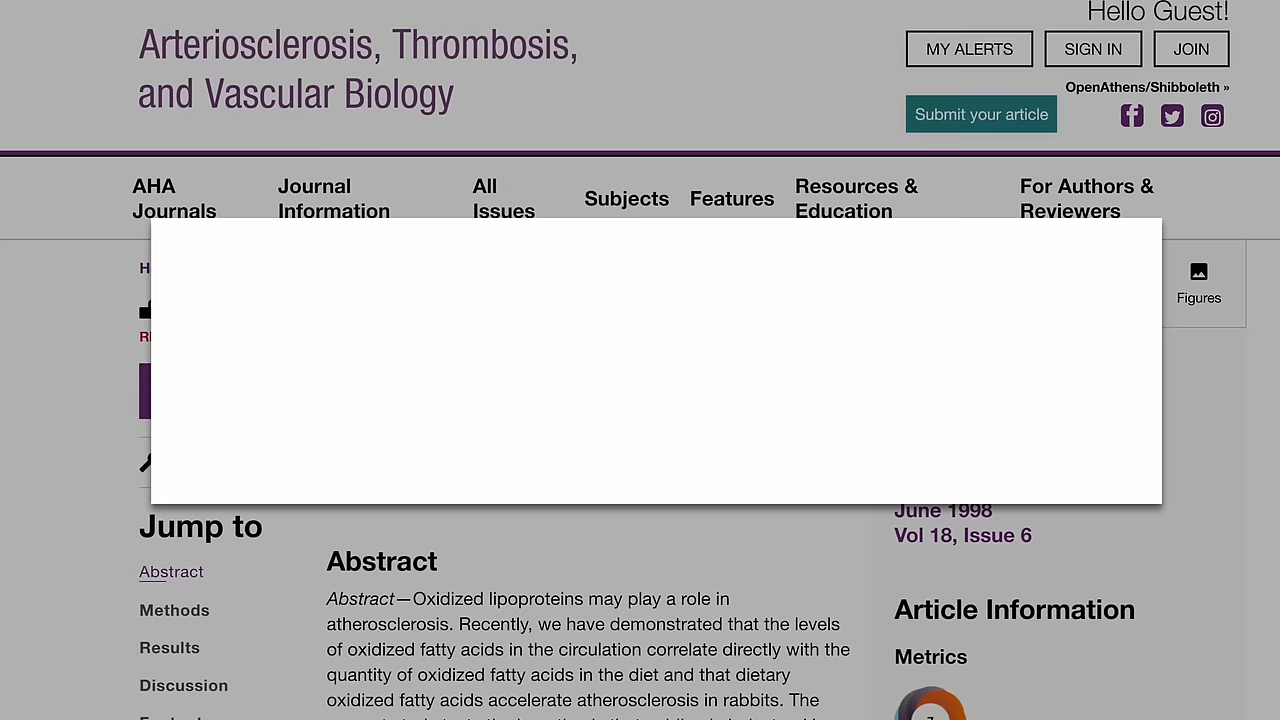 Hello Guest!
Arteriosclerosis, Thrombosis,
and Vascular Biology
MY ALERTS
SIGN IN
JOIN
OpenAthens/Shibboleth »
Submit your article
AHA
Journals
Journal
Information
All
Issues
Subjects
Features
Resources &
Education
For Authors &
Reviewers
Figures
Jump to
Abstract
Methods
Results
Discussion
Abstract
Abstract—Oxidized lipoproteins may play a role in
atherosclerosis. Recently, we have demonstrated that the levels
of oxidized fatty acids in the circulation correlate directly with the
quantity of oxidized fatty acids in the diet and that dietary
oxidized fatty acids accelerate atherosclerosis in rabbits. The
June 1998
Vol 18, Issue 6
Article Information
Metrics